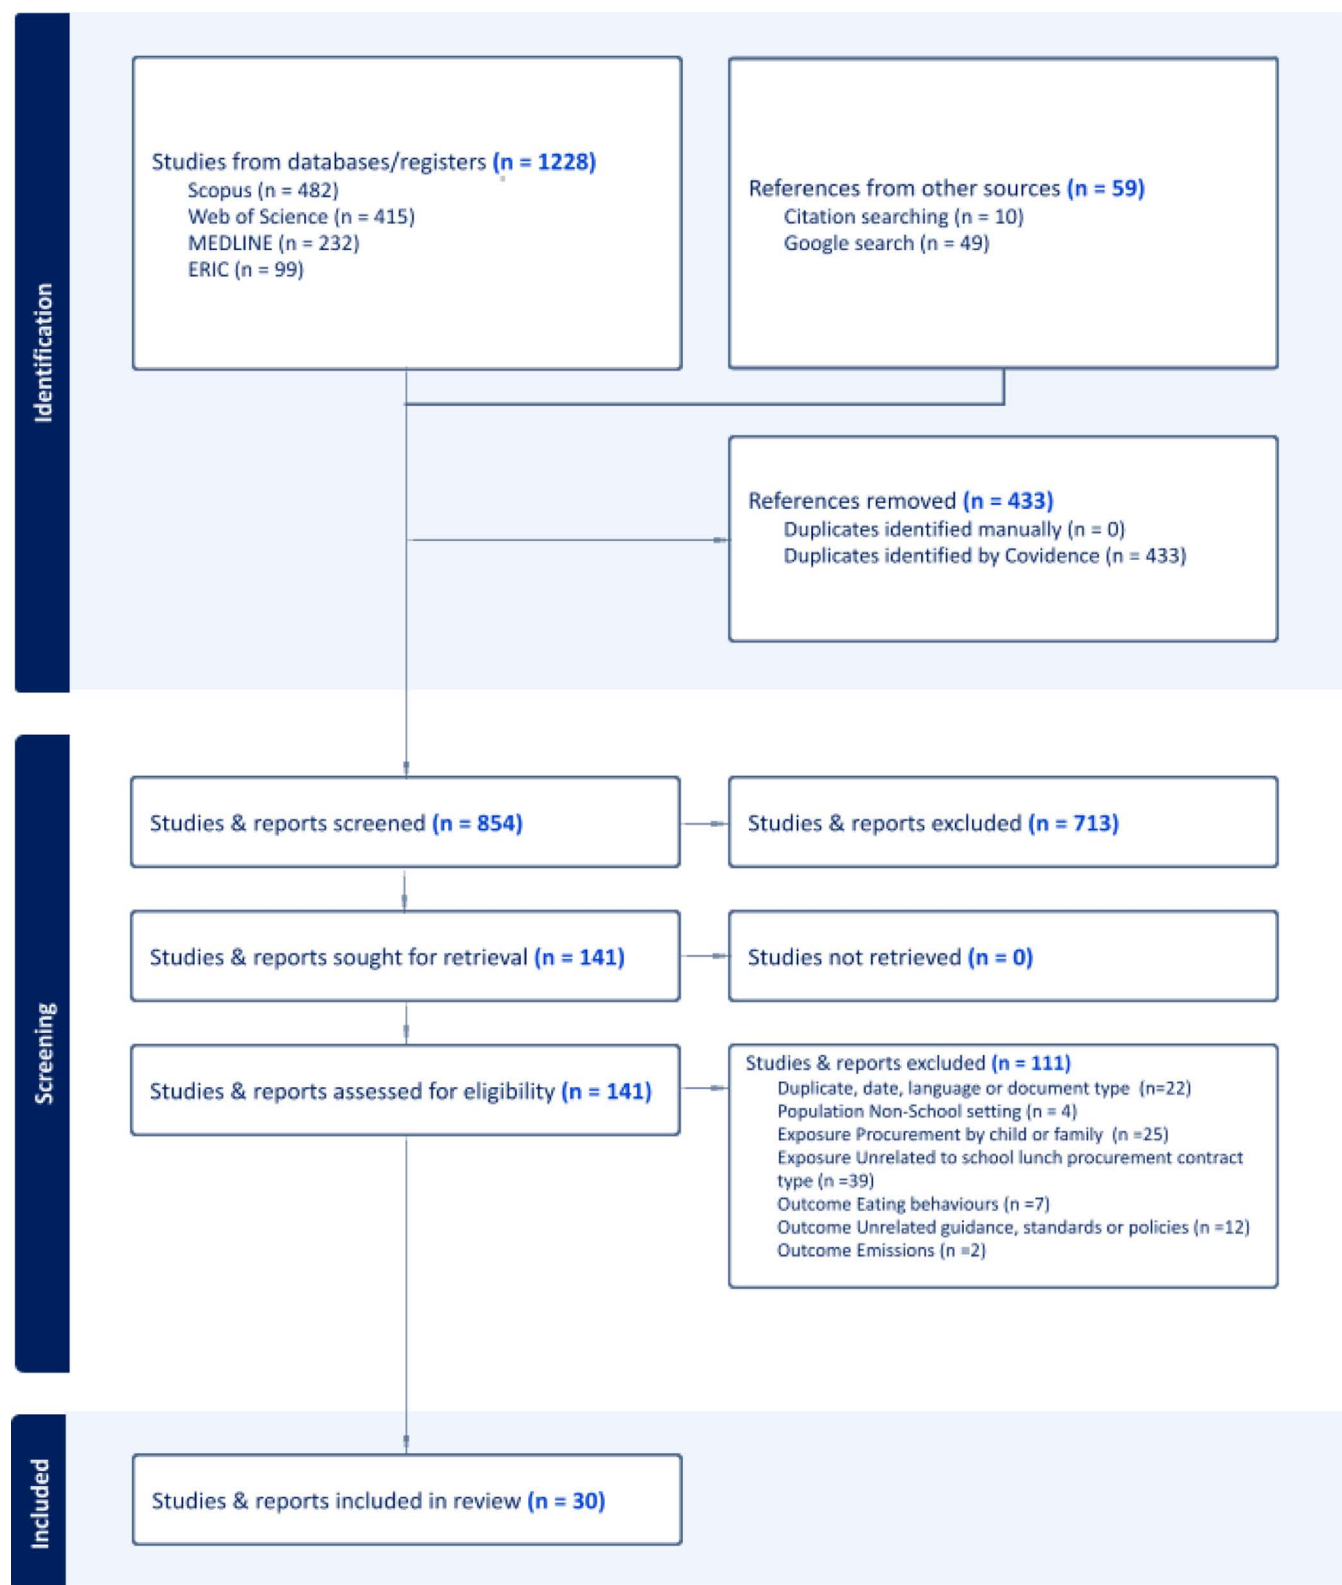 Identification
Studies from databases/registers (n = 1228)
Scopus (n = 482)
Web of Science (n = 415)
MEDLINE (n = 232)
ERIC (n = 99)
References from other sources (n = 59)
Citation searching (n = 10)
Google search (n = 49)
References removed (n = 433)
Duplicates identified manually (n = 0)
Duplicates identified by Covidence (n = 433)
Screening
Studies & reports screened (n = 854)
Studies & reports excluded (n = 713)
Studies & reports sought for retrieval (n = 141)
Studies not retrieved (n = 0)
Studies & reports assessed for eligibility (n = 141)
Studies & reports excluded (n = 111)
Duplicate, date, language or document type (n=22)
Population Non-School setting (n = 4)
Exposure Procurement by child or family (n =25)
Exposure Unrelated to school lunch procurement contract
type (n =39)
Outcome Eating behaviours (n =7)
Outcome Unrelated guidance, standards or policies (n =12)
Outcome Emissions (n =2)
Included
Studies & reports included in review (n = 30)